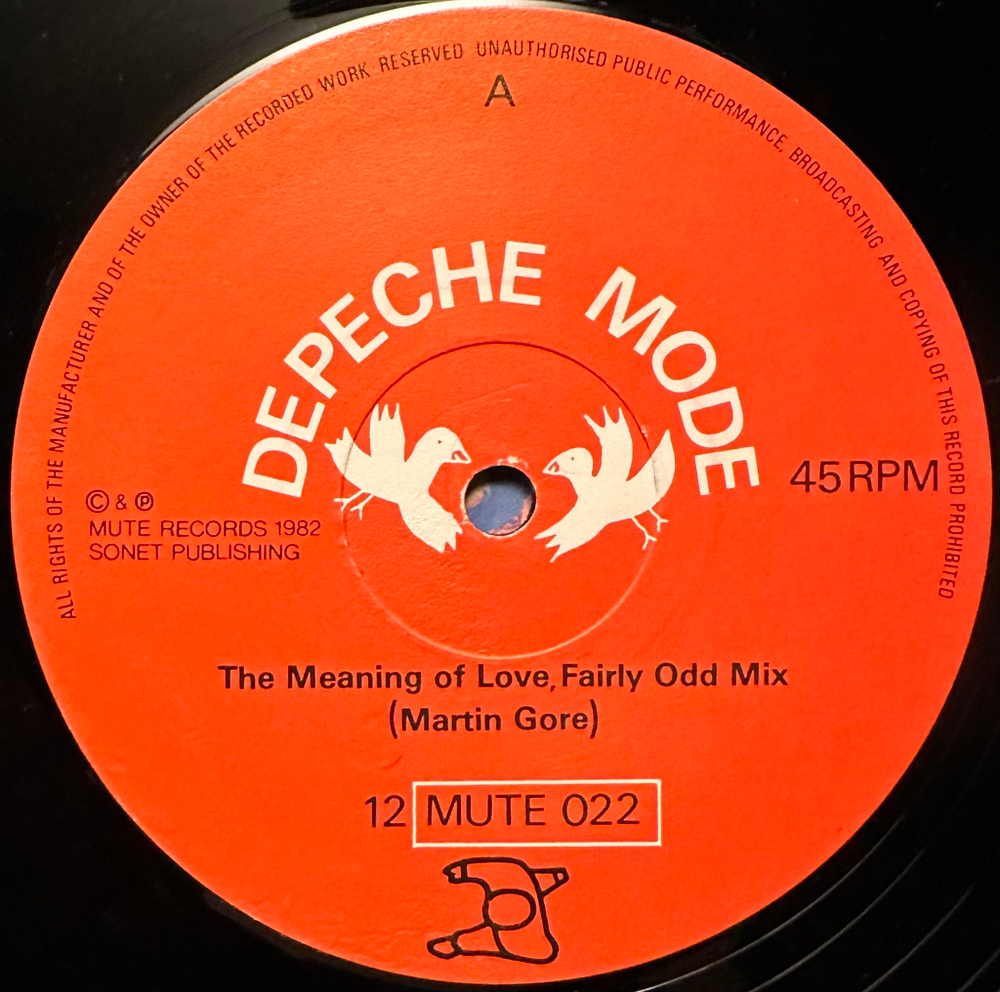 ALL RIGHTS OF THE MANUFACTURER AND OF THE OWNER OF THE RECORDED WORK RESERVED UNAUTHORISED PUBLIC PERFORMANCE, BROADCASTING AND COPYING OF THIS RECORD PROHIBITED
A
DEPECHE MODE
45RPM
© & ℗
MUTE RECORDS 1982
SONET PUBLISHING
The Meaning of Love, Fairly Odd Mix
(Martin Gore)
12 MUTE 022